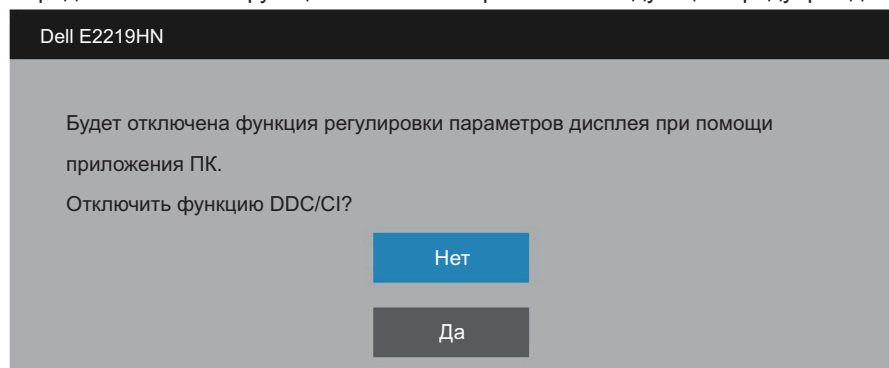 Dell E2219HN
Будет отключена функция регулировки параметров дисплея при помощи
приложения ПК.
Отключить функцию DDC/CI?
Нет
Да